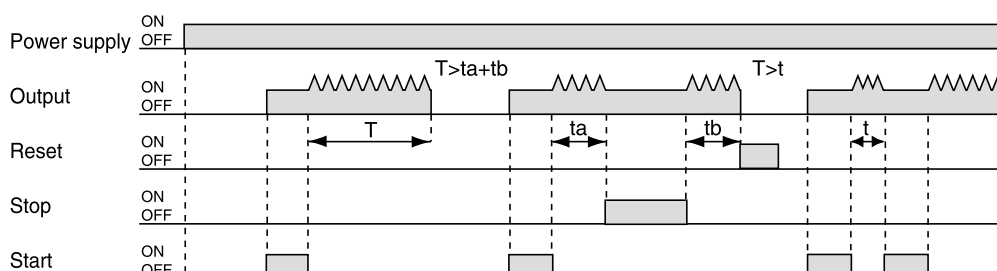 Power supply ON
OFF
T>ta+tb T>t
Output ON
OFF
T ta tb t
Reset ON
OFF
Stop ON
OFF
Start ON
OFF